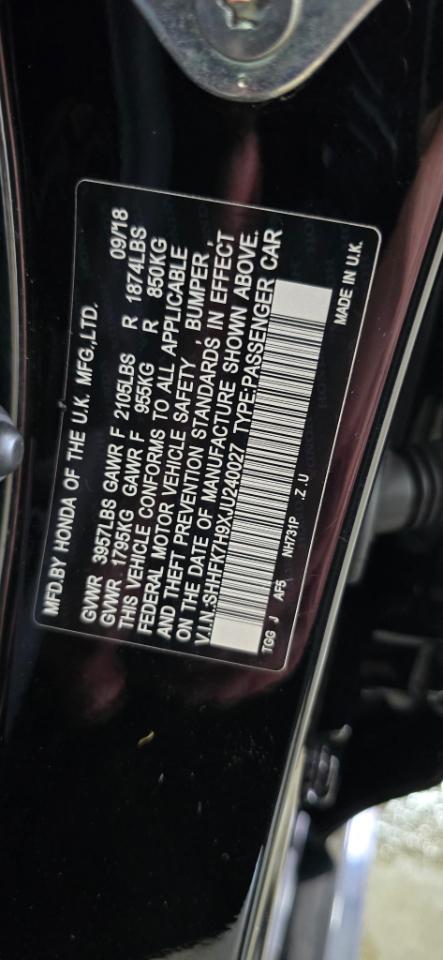 MFD.BY HONDA OF THE U.K. MFG.,LTD. 09/18
GVWR 3957LBS GAWR F 2105LBS R 1874LBS
GVWR 1795KG GAWR F 955KG R 850KG
THIS VEHICLE CONFORMS TO ALL APPLICABLE
FEDERAL MOTOR VEHICLE SAFETY, BUMPER,
AND THEFT PREVENTION STANDARDS IN EFFECT
ON THE DATE OF MANUFACTURE SHOWN ABOVE.
V.I.N.:SHHFK7H9XJU240027 TYPE:PASSENGER CAR
TGG J AF5 NH731P .Z.U
MADE IN U.K.